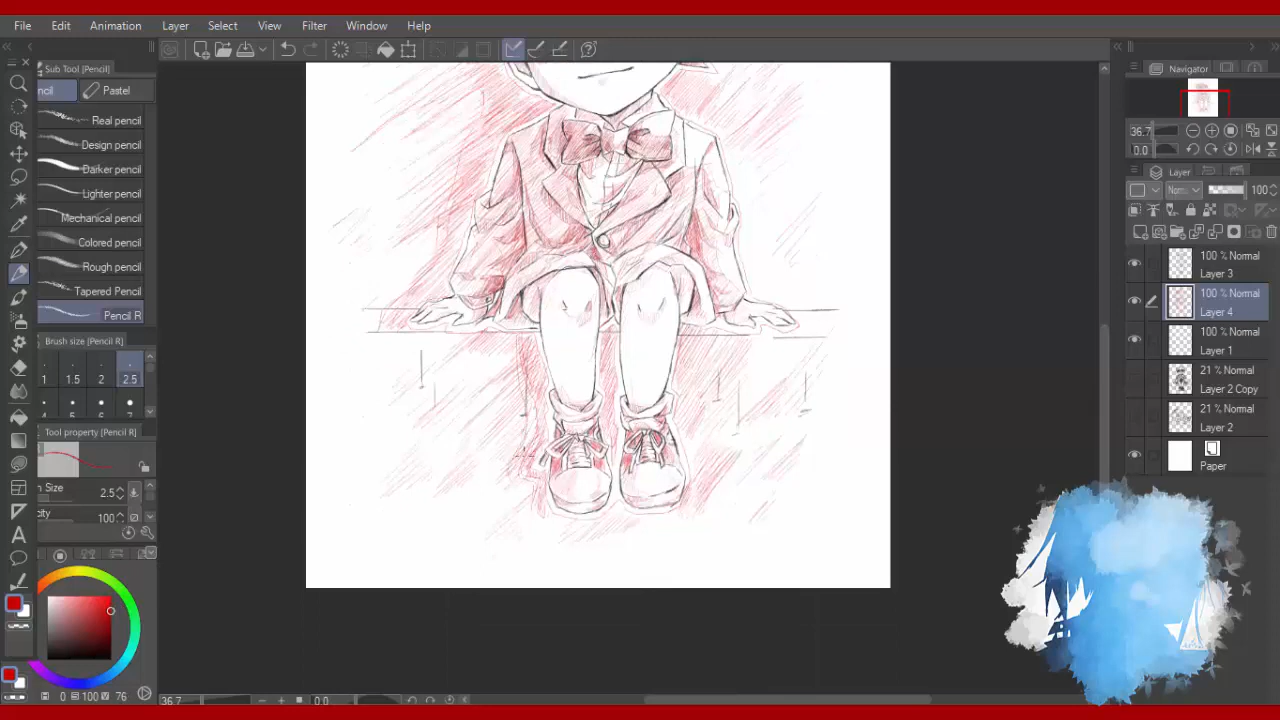 File Edit Animation Layer Select View Filter Window Help
Sub Tool [Pencil]
Navigator
ncil Pastel
Real pencil
Design pencil
Darker pencil
Lighter pencil
Mechanical pencil
Colored pencil
Rough pencil
Tapered Pencil
Pencil R
Brush size [Pencil R]
1 1.5 2 2.5
Tool property [Pencil R]
h Size 2.5
city 100
0 100 76
36.7 0.0
36.7
0.0
Layer
Norm 100
100 % Normal
Layer 3
100 % Normal
Layer 4
100 % Normal
Layer 1
21 % Normal
Layer 2 Copy
21 % Normal
Layer 2
Paper